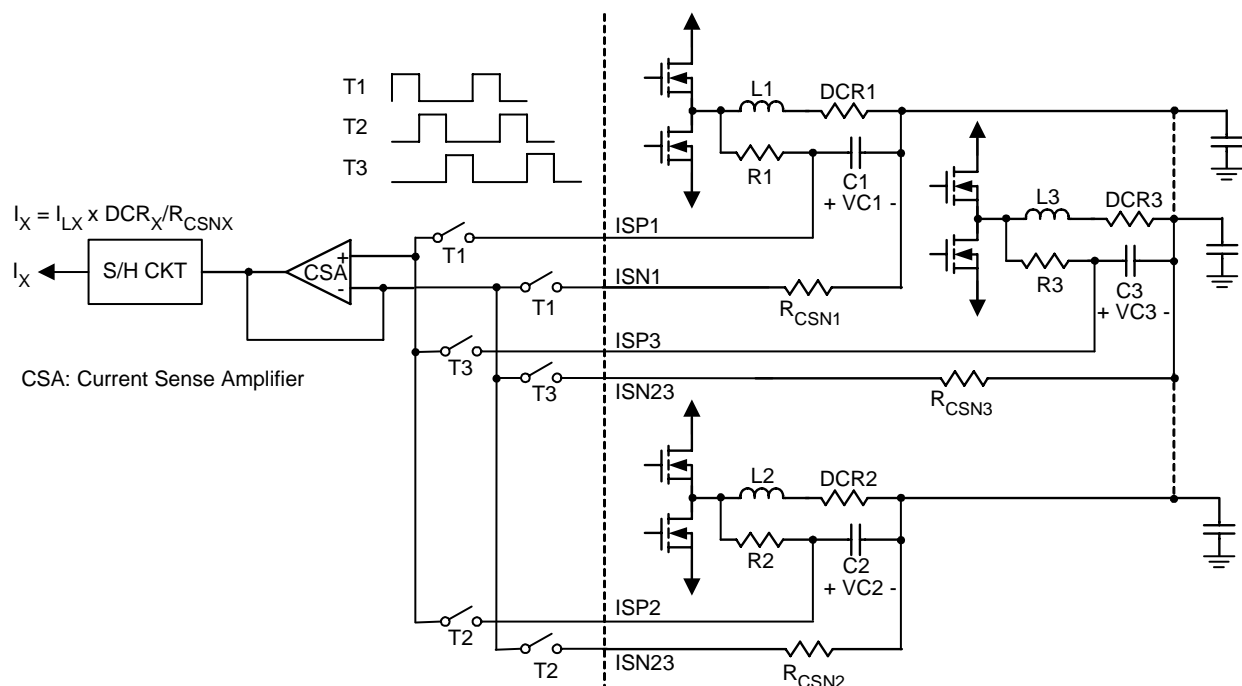 T1
T2
T3
I_X = I_LX x DCR_X/R_CSNX
I_X
S/H CKT
CSA
+
-
CSA: Current Sense Amplifier
T1
T1
T3
T3
T2
T2
ISP1
ISN1
ISP3
ISN23
ISP2
ISN23
L1
DCR1
R1
C1
+ VC1 -
R_CSN1
L3
DCR3
R3
C3
+ VC3 -
R_CSN3
L2
DCR2
R2
C2
+ VC2 -
R_CSN2